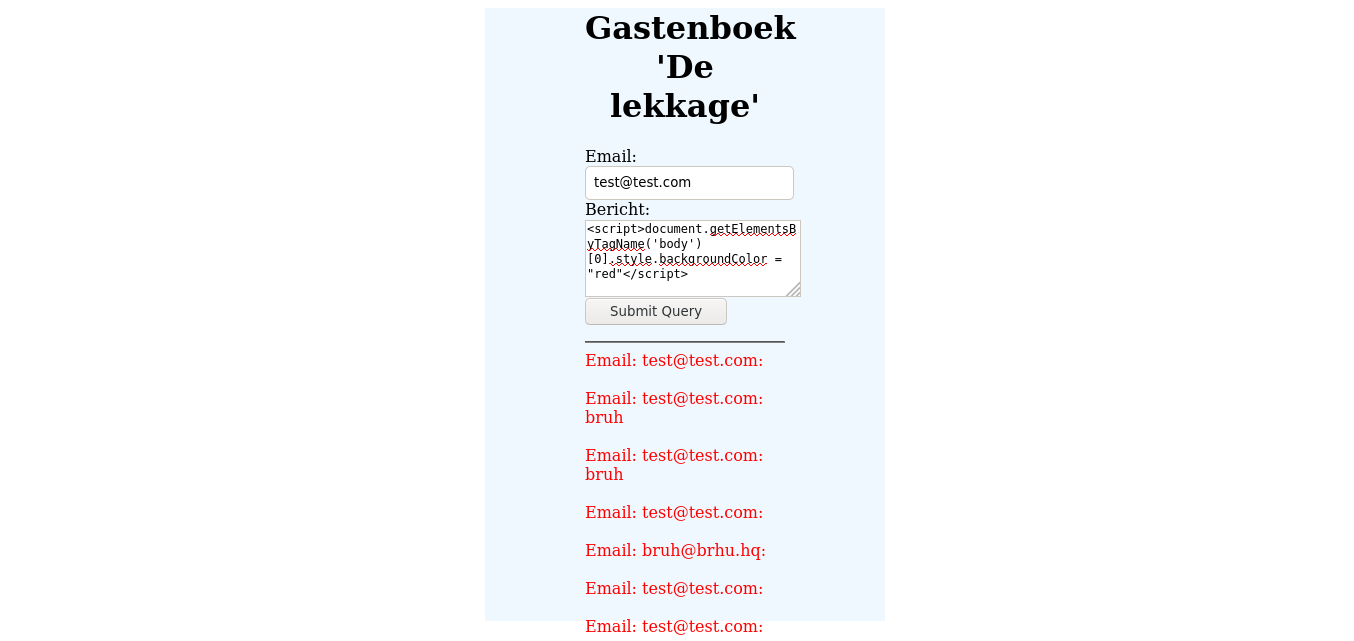 Gastenboek
'De
lekkage'
Email:
test@test.com
Bericht:
<script>document.getElementsB
yTagName('body')
[0].style.backgroundColor =
"red"</script>
Submit Query
Email: test@test.com:
Email: test@test.com:
bruh
Email: test@test.com:
bruh
Email: test@test.com:
Email: bruh@brhu.hq:
Email: test@test.com:
Email: test@test.com: